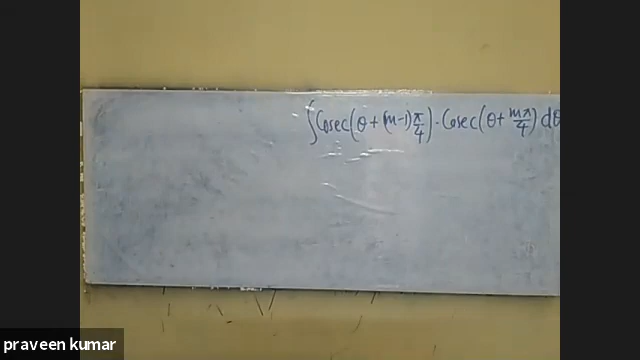 ∫Cosec(θ + (m-1)π/4) · Cosec(θ + mπ/4) dθ
praveen kumar